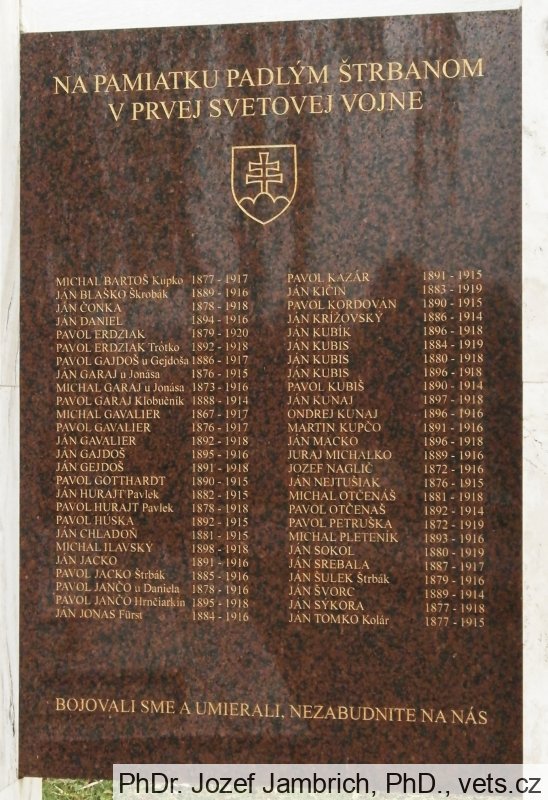 NA PAMIATKU PADLÝM ŠTRBANOM
V PRVEJ SVETOVEJ VOJNE
MICHAL BARTOŠ Kupko 1877 - 1917
JÁN BLAŠKO Škrobák 1889 - 1916
JÁN ČONKA 1878 - 1918
JÁN DANIEL 1894 - 1916
PAVOL ERDZIAK 1879 - 1920
PAVOL ERDZIAK Trótko 1892 - 1918
PAVOL GAJDOŠ u Gejdoša 1886 - 1917
JÁN GARAJ u Jonása 1876 - 1915
MICHAL GARAJ u Jonása 1873 - 1916
PAVOL GARAJ Klobučník 1888 - 1914
MICHAL GAVALIER 1867 - 1917
PAVOL GAVALIER 1876 - 1917
JÁN GAVALIER 1892 - 1918
JÁN GAJDOŠ 1895 - 1916
JÁN GEJDOŠ 1891 - 1918
PAVOL GOTTHARDT 1890 - 1915
JÁN HURAJT Pavlek 1882 - 1915
PAVOL HURAJT Pavlek 1878 - 1918
PAVOL HÚSKA 1892 - 1915
JÁN CHLADOŇ 1881 - 1915
MICHAL ILAVSKÝ 1898 - 1918
JÁN JACKO 1891 - 1916
PAVOL JACKO Štrbák 1885 - 1916
PAVOL JANČO u Daniela 1878 - 1916
PAVOL JANČO Hrnčiarkin 1895 - 1918
JÁN JONAS Fürst 1884 - 1916
PAVOL KAZÁR 1891 - 1915
JÁN KIČIN 1883 - 1919
PAVOL KORDOVAN 1890 - 1915
JÁN KRÍŽOVSKÝ 1886 - 1914
JÁN KUBÍK 1896 - 1918
JÁN KUBIS 1884 - 1919
JÁN KUBIS 1880 - 1918
JÁN KUBIS 1896 - 1918
PAVOL KUBIŠ 1890 - 1914
JÁN KUNAJ 1897 - 1918
ONDREJ KUNAJ 1896 - 1916
MARTIN KUPČO 1891 - 1916
JÁN MACKO 1896 - 1918
JURAJ MICHALKO 1889 - 1916
JOZEF NAGLIČ 1872 - 1916
JÁN NEJTUŠIAK 1876 - 1915
MICHAL OTČENÁŠ 1881 - 1918
PAVOL OTČENÁŠ 1892 - 1914
PAVOL PETRUŠKA 1872 - 1919
MICHAL PLETENÍK 1893 - 1916
JÁN SOKOL 1880 - 1919
JÁN SREBALA 1887 - 1917
JÁN ŠULEK Štrbák 1879 - 1916
JÁN ŠVORC 1889 - 1914
JÁN SÝKORA 1877 - 1918
JÁN TOMKO Kolár 1877 - 1915
BOJOVALI SME A UMIERALI, NEZABUDNITE NA NÁS
PhDr. Jozef Jambrich, PhD., vets.cz